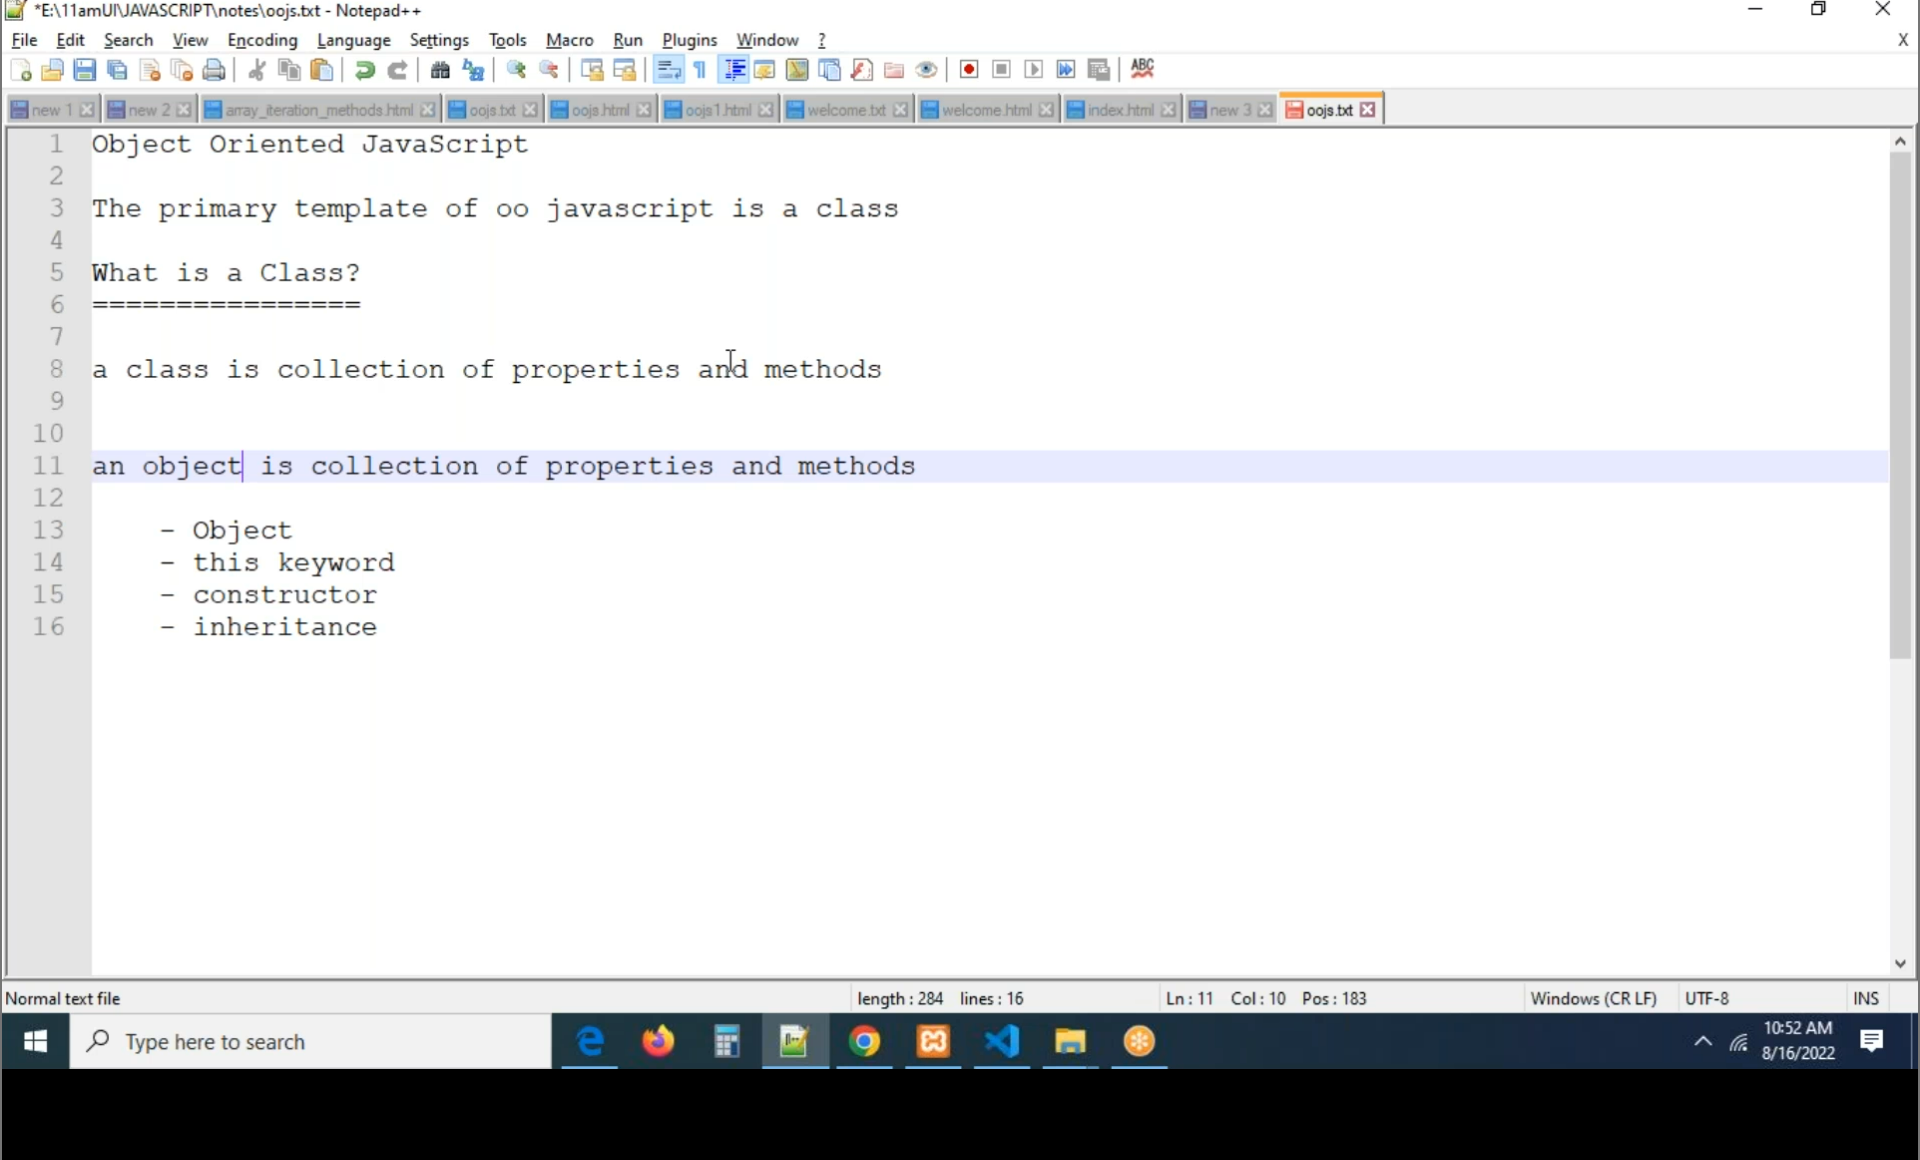 *E:\11amUI\JAVASCRIPT\notes\oojs.txt - Notepad++
File Edit Search View Encoding Language Settings Tools Macro Run Plugins Window ? X
ABC
new 1 new 2 array_iteration_methods.html oojs.txt oojs.html oojs1.html welcome.txt welcome.html index.html new 3 oojs.txt
1 Object Oriented JavaScript
2
3 The primary template of oo javascript is a class
4
5 What is a Class?
6 ================
7
8 a class is collection of properties and methods
9
10
11 an object is collection of properties and methods
12
13 - Object
14 - this keyword
15 - constructor
16 - inheritance
Normal text file length : 284 lines : 16 Ln : 11 Col : 10 Pos : 183 Windows (CR LF) UTF-8 INS
Type here to search
10:52 AM
8/16/2022